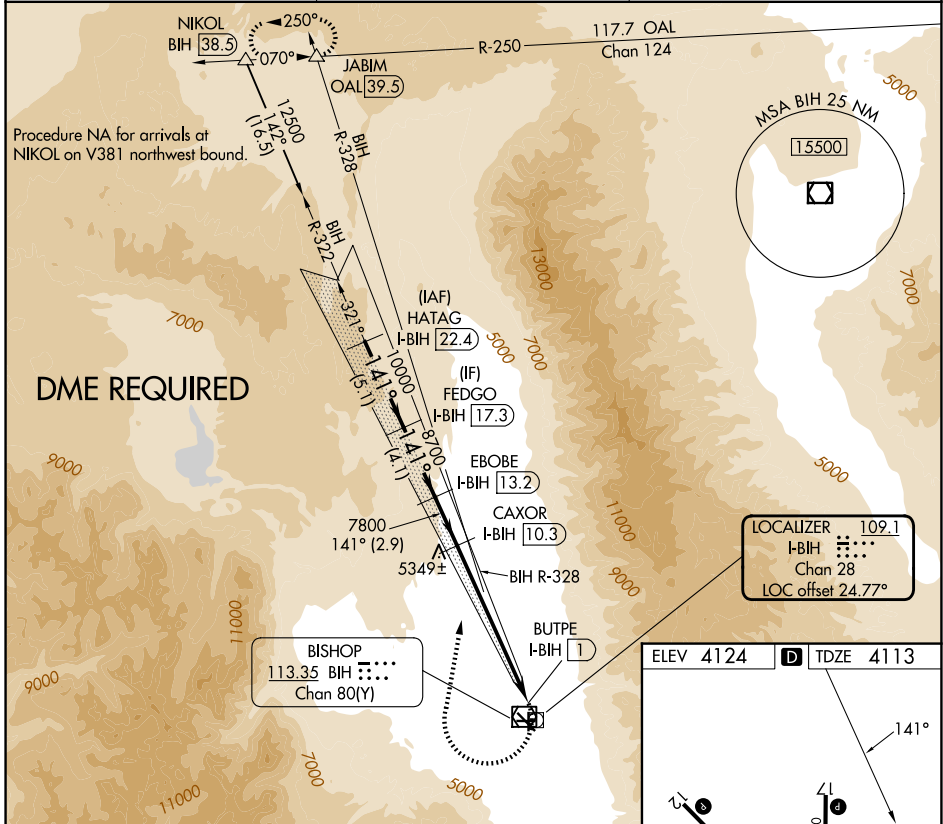 NIKOL
BIH 38.5
250°
070°
JABIM
OAL 39.5
R-250
117.7 OAL
Chan 124
5000
MSA BIH 25 NM
15500
Procedure NA for arrivals at
NIKOL on V381 northwest bound.
12500
142°
(16.5)
BIH
R-328
BIH
R-322
13000
7000
7000
(IAF)
HATAG
I-BIH 22.4
5000
7000
321°
10000
141°
(5.1)
DME REQUIRED
(IF)
FEDGO
I-BIH 17.3
8700
141°
(4.1)
9000
EBOBE
I-BIH 13.2
5000
CAXOR
I-BIH 10.3
7800
141° (2.9)
11000
5349±
BIH R-328
9000
LOCALIZER 109.1
I-BIH
Chan 28
LOC offset 24.77°
11000
BUTPE
I-BIH 1
BISHOP
113.35 BIH
Chan 80(Y)
9000
ELEV 4124 D TDZE 4113
141°
7000
5000
11000
12
17